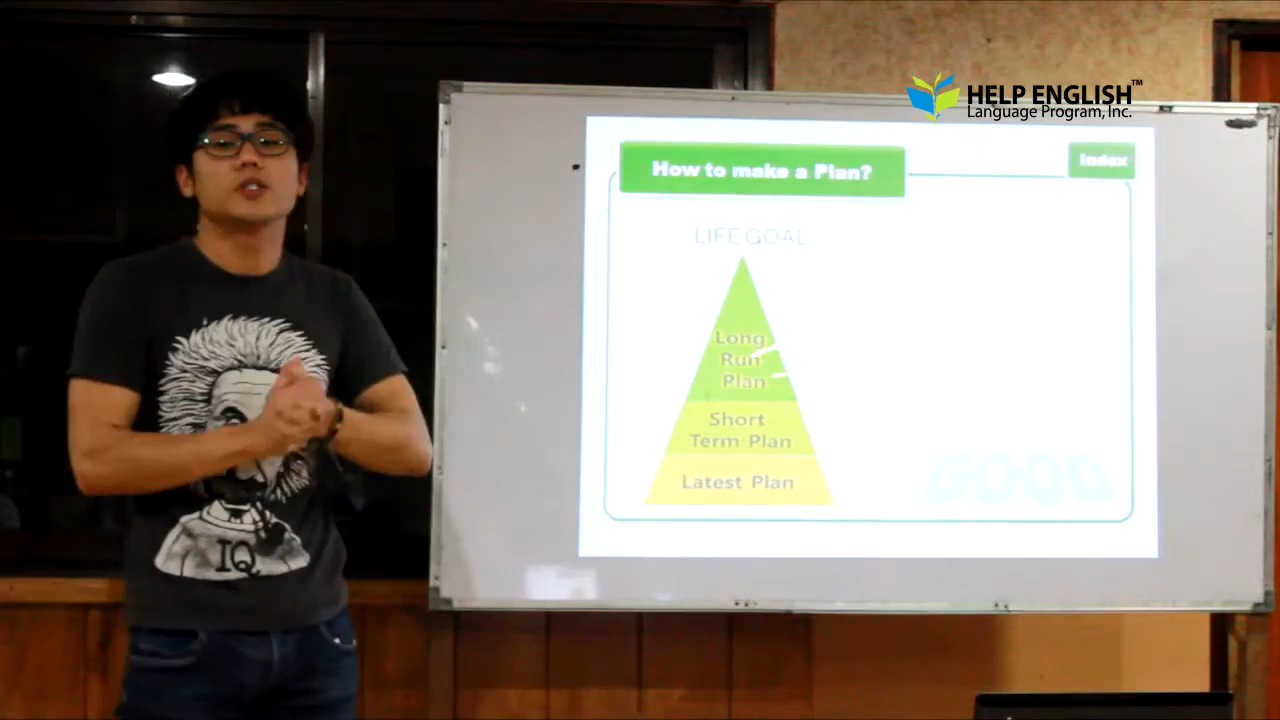 HELP ENGLISH™
Language Program, Inc.
How to make a Plan?
Index
LIFE GOAL
Long
Run
Plan
Short
Term Plan
Latest Plan
GOOD
IQ